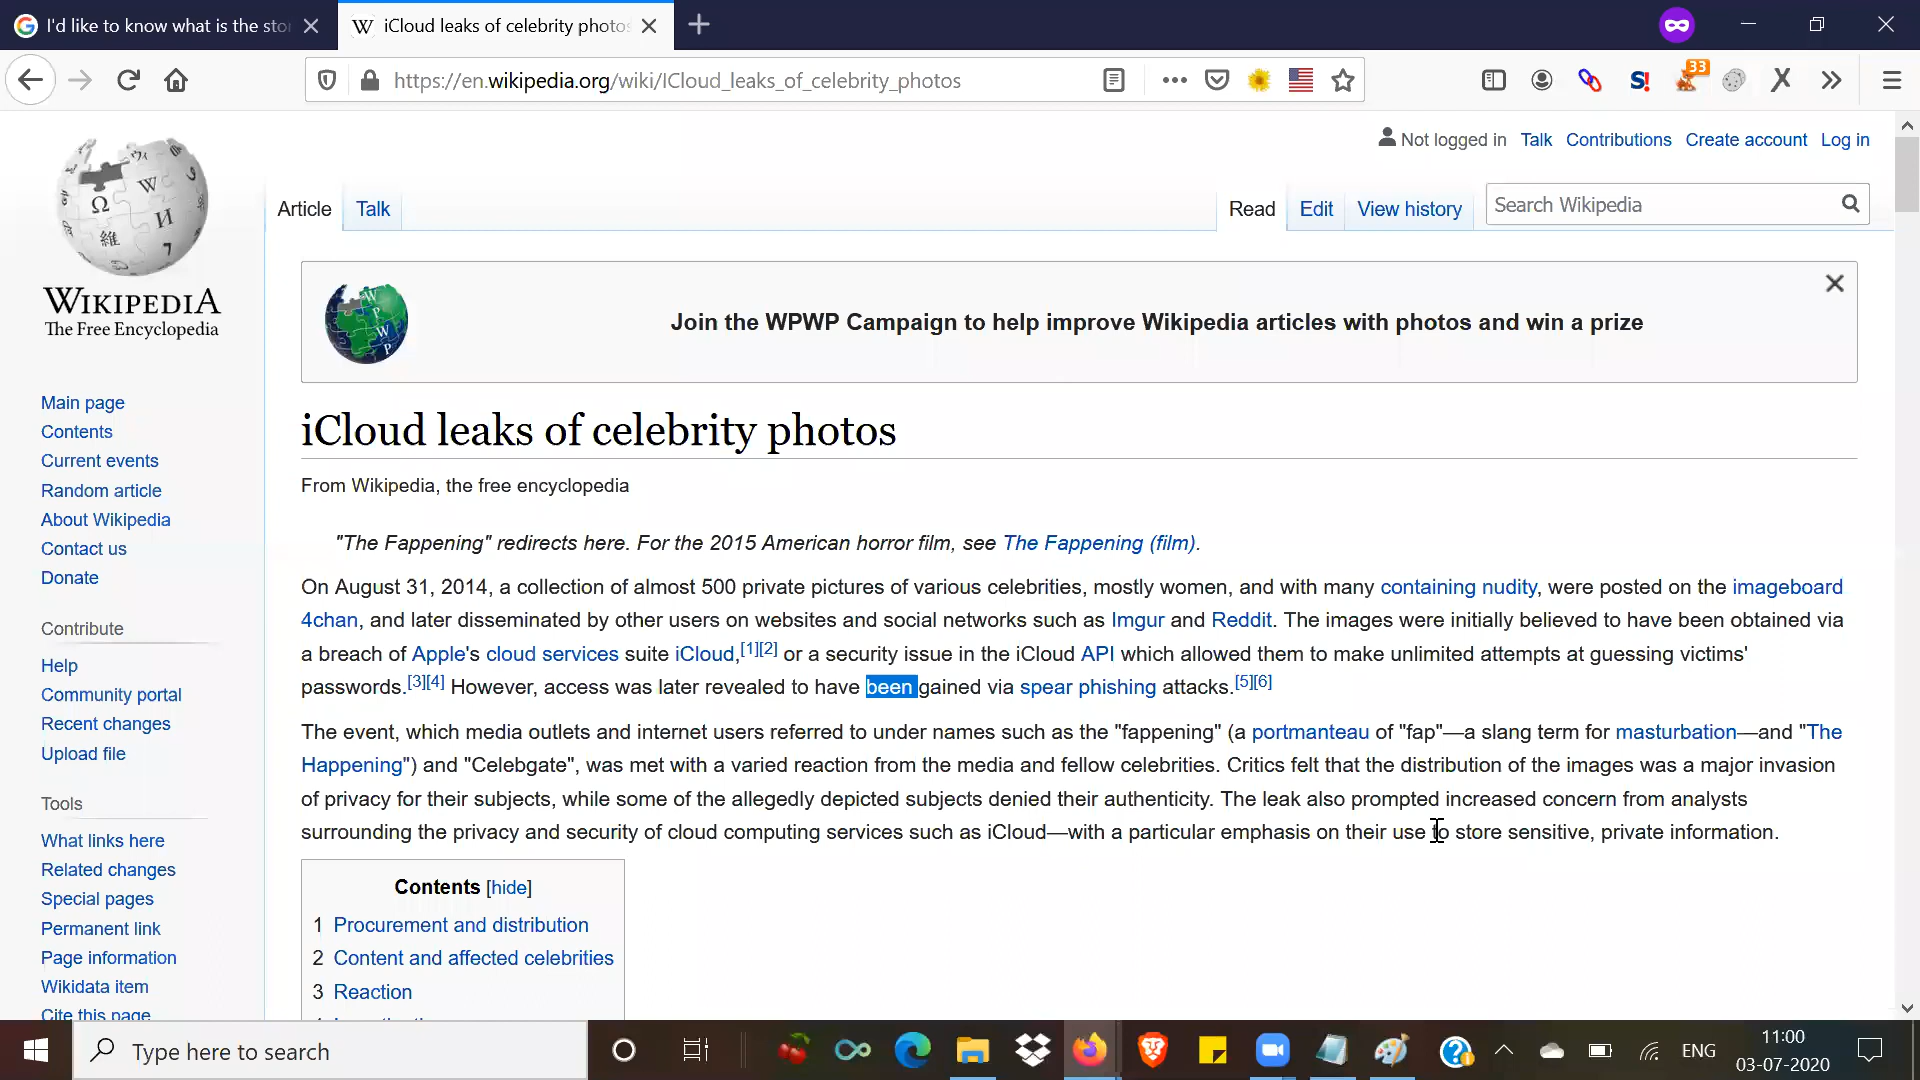 I'd like to know what is the sto
iCloud leaks of celebrity photos
https://en.wikipedia.org/wiki/ICloud_leaks_of_celebrity_photos
33
Not logged in Talk Contributions Create account Log in
Article Talk Read Edit View history Search Wikipedia
WIKIPEDIA
The Free Encyclopedia
Join the WPWP Campaign to help improve Wikipedia articles with photos and win a prize
Main page
Contents
Current events
Random article
About Wikipedia
Contact us
Donate
Contribute
Help
Community portal
Recent changes
Upload file
Tools
What links here
Related changes
Special pages
Permanent link
Page information
Wikidata item
Cite this page
iCloud leaks of celebrity photos
From Wikipedia, the free encyclopedia
"The Fappening" redirects here. For the 2015 American horror film, see The Fappening (film).
On August 31, 2014, a collection of almost 500 private pictures of various celebrities, mostly women, and with many containing nudity, were posted on the imageboard
4chan, and later disseminated by other users on websites and social networks such as Imgur and Reddit. The images were initially believed to have been obtained via
a breach of Apple's cloud services suite iCloud,[1][2] or a security issue in the iCloud API which allowed them to make unlimited attempts at guessing victims'
passwords.[3][4] However, access was later revealed to have been gained via spear phishing attacks.[5][6]
The event, which media outlets and internet users referred to under names such as the "fappening" (a portmanteau of "fap"—a slang term for masturbation—and "The
Happening") and "Celebgate", was met with a varied reaction from the media and fellow celebrities. Critics felt that the distribution of the images was a major invasion
of privacy for their subjects, while some of the allegedly depicted subjects denied their authenticity. The leak also prompted increased concern from analysts
surrounding the privacy and security of cloud computing services such as iCloud—with a particular emphasis on their use to store sensitive, private information.
Contents [hide]
1 Procurement and distribution
2 Content and affected celebrities
3 Reaction
Type here to search
ENG
11:00
03-07-2020